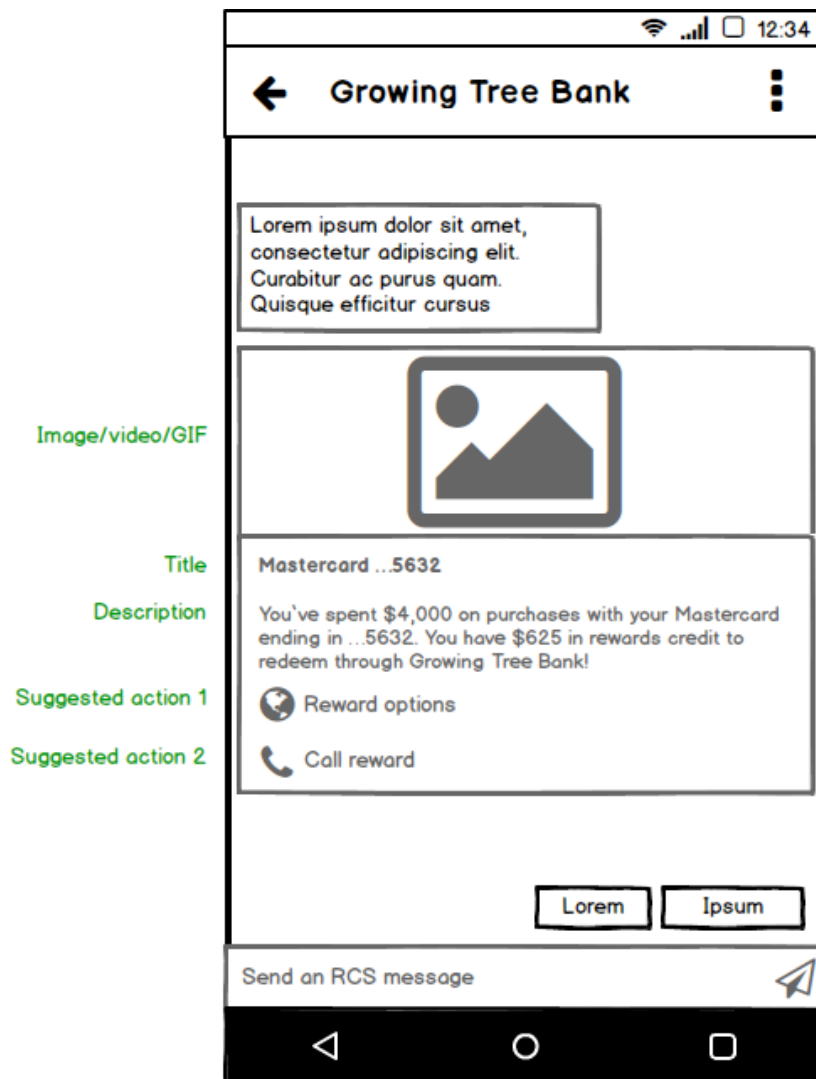 12:34
Growing Tree Bank
Lorem ipsum dolor sit amet,
consectetur adipiscing elit.
Curabitur ac purus quam.
Quisque efficitur cursus
Image/video/GIF
Title
Mastercard ...5632
Description
You've spent $4,000 on purchases with your Mastercard
ending in ...5632. You have $625 in rewards credit to
redeem through Growing Tree Bank!
Suggested action 1
Reward options
Suggested action 2
Call reward
Lorem
Ipsum
Send an RCS message